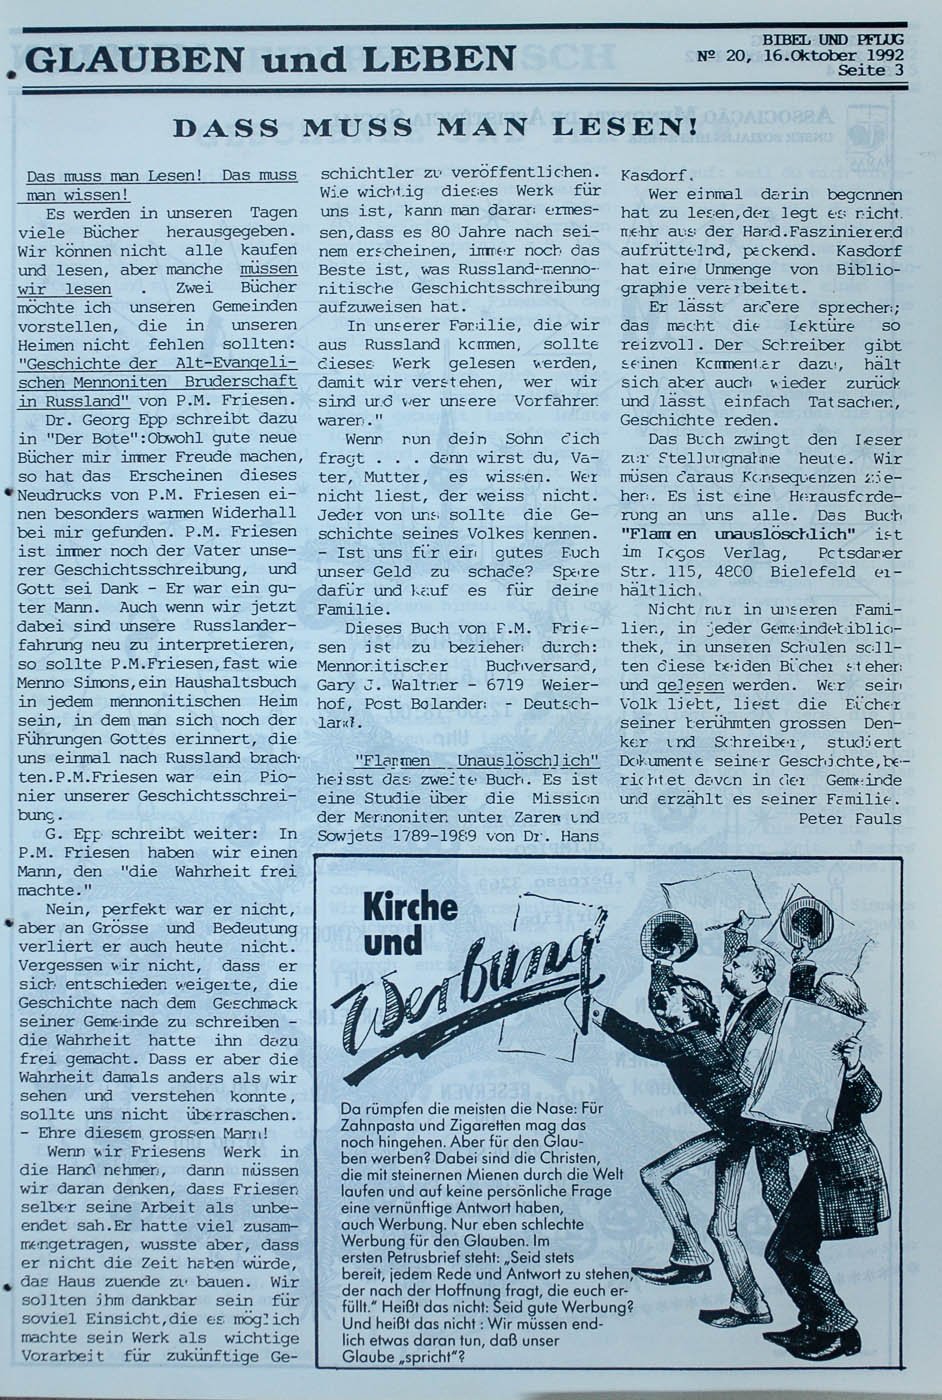 GLAUBEN und LEBEN
BIBEL UND PFLUG
Nº 20, 16.Oktober 1992
Seite 3
DASS MUSS MAN LESEN!
Das muss man Lesen! Das muss
man wissen!
Es werden in unseren Tagen
viele Bücher herausgegeben.
Wir können nicht alle kaufen
und lesen, aber manche müssen
wir lesen . Zwei Bücher
möchte ich unseren Gemeinden
vorstellen, die in unseren
Heimen nicht fehlen sollten:
"Geschichte der Alt-Evangeli-
schen Mennoniten Bruderschaft
in Russland" von P.M. Friesen.
Dr. Georg Epp schreibt dazu
in "Der Bote":Obwohl gute neue
Bücher mir immer Freude machen,
so hat das Erscheinen dieses
Neudrucks von P.M. Friesen ei-
nen besonders warmen Widerhall
bei mir gefunden. P.M. Friesen
ist immer noch der Vater unse-
rer Geschichtsschreibung, und
Gott sei Dank - Er war ein gu-
ter Mann. Auch wenn wir jetzt
dabei sind unsere Russlander-
fahrung neu zu interpretieren,
so sollte P.M.Friesen,fast wie
Menno Simons,ein Haushaltsbuch
in jedem mennonitischen Heim
sein, in dem man sich noch der
Führungen Gottes erinnert, die
uns einmal nach Russland brach-
ten.P.M.Friesen war ein Pio-
nier unserer Geschichtsschrei-
bung.
G. Epp schreibt weiter: In
P.M. Friesen haben wir einen
Mann, den "die Wahrheit frei
machte."
Nein, perfekt war er nicht,
aber an Grösse und Bedeutung
verliert er auch heute nicht.
Vergessen wir nicht, dass er
sich entschieden weigerte, die
Geschichte nach dem Geschmack
seiner Gemeinde zu schreiben -
die Wahrheit hatte ihn dazu
frei gemacht. Dass er aber die
Wahrheit damals anders als wir
sehen und verstehen konnte,
sollte uns nicht überraschen.
- Ehre diesem grossen Mann!
Wenn wir Friesens Werk in
die Hand nehmen, dann müssen
wir daran denken, dass Friesen
selber seine Arbeit als unbe-
endet sah.Er hatte viel zusam-
mengetragen, wusste aber, dass
er nicht die Zeit haben würde,
das Haus zuende zu bauen. Wir
sollten ihm dankbar sein für
soviel Einsicht,die es möglich
machte sein Werk als wichtige
Vorarbeit für zukünftige Ge-
schichtler zu veröffentlichen.
Wie wichtig dieses Werk für
uns ist, kann man daran ermes-
sen,dass es 80 Jahre nach sei-
nem erscheinen, immer noch das
Beste ist, was Russland-menno-
nitische Geschichtsschreibung
aufzuweisen hat.
In unserer Familie, die wir
aus Russland kommen, sollte
dieses Werk gelesen werden,
damit wir verstehen, wer wir
sind und wer unsere Vorfahren
waren."
Wenn nun dein Sohn dich
fragt . . . dann wirst du, Va-
ter, Mutter, es wissen. Wer
nicht liest, der weiss nicht.
Jeder von uns sollte die Ge-
schichte seines Volkes kennen.
- Ist uns für ein gutes Buch
unser Geld zu schade? Spare
dafür und kauf es für deine
Familie.
Dieses Buch von P.M. Frie-
sen ist zu beziehen durch:
Mennonitischer Buchversand,
Gary J. Waltner - 6719 Weier-
hof, Post Bolanden - Deutsch-
land.
"Flammen Unauslöschlich"
heisst das zweite Buch. Es ist
eine Studie über die Mission
der Mennoniten unter Zaren und
Sowjets 1789-1989 von Dr. Hans
Kasdorf.
Wer einmal darin begonnen
hat zu lesen,der legt es nicht
mehr aus der Hand.Faszinierend
aufrüttelnd, packend. Kasdorf
hat eine Unmenge von Biblio-
graphie verarbeitet.
Er lässt andere sprechen;
das macht die Lektüre so
reizvoll. Der Schreiber gibt
seinen Kommentar dazu, hält
sich aber auch wieder zurück
und lässt einfach Tatsachen,
Geschichte reden.
Das Buch zwingt den Leser
zur Stellungnahme heute. Wir
müsen daraus Konsequenzen zie-
hen. Es ist eine Herausforde-
rung an uns alle. Das Buch
"Flammen unauslöschlich" ist
im Logos Verlag, Potsdamer
Str. 115, 4800 Bielefeld er-
hältlich.
Nicht nur in unseren Fami-
lien, in jeder Gemeindebiblio-
thek, in unseren Schulen soll-
ten diese beiden Bücher stehen
und gelesen werden. Wer sein
Volk liebt, liest die Bücher
seiner berühmten grossen Den-
ker und Schreiber, studiert
Dokumente seiner Geschichte,be-
richtet davon in der Gemeinde
und erzählt es seiner Familie.
Peter Fauls
Kirche
und
Werbung
Da rümpfen die meisten die Nase: Für
Zahnpasta und Zigaretten mag das
noch hingehen. Aber für den Glau-
ben werben? Dabei sind die Christen,
die mit steinernen Mienen durch die Welt
laufen und auf keine persönliche Frage
eine vernünftige Antwort haben,
auch Werbung. Nur eben schlechte
Werbung für den Glauben. Im
ersten Petrusbrief steht: „Seid stets
bereit, jedem Rede und Antwort zu stehen,
der nach der Hoffnung fragt, die euch er-
füllt." Heißt das nicht: Seid gute Werbung?
Und heißt das nicht : Wir müssen end-
lich etwas daran tun, daß unser
Glaube „spricht"?